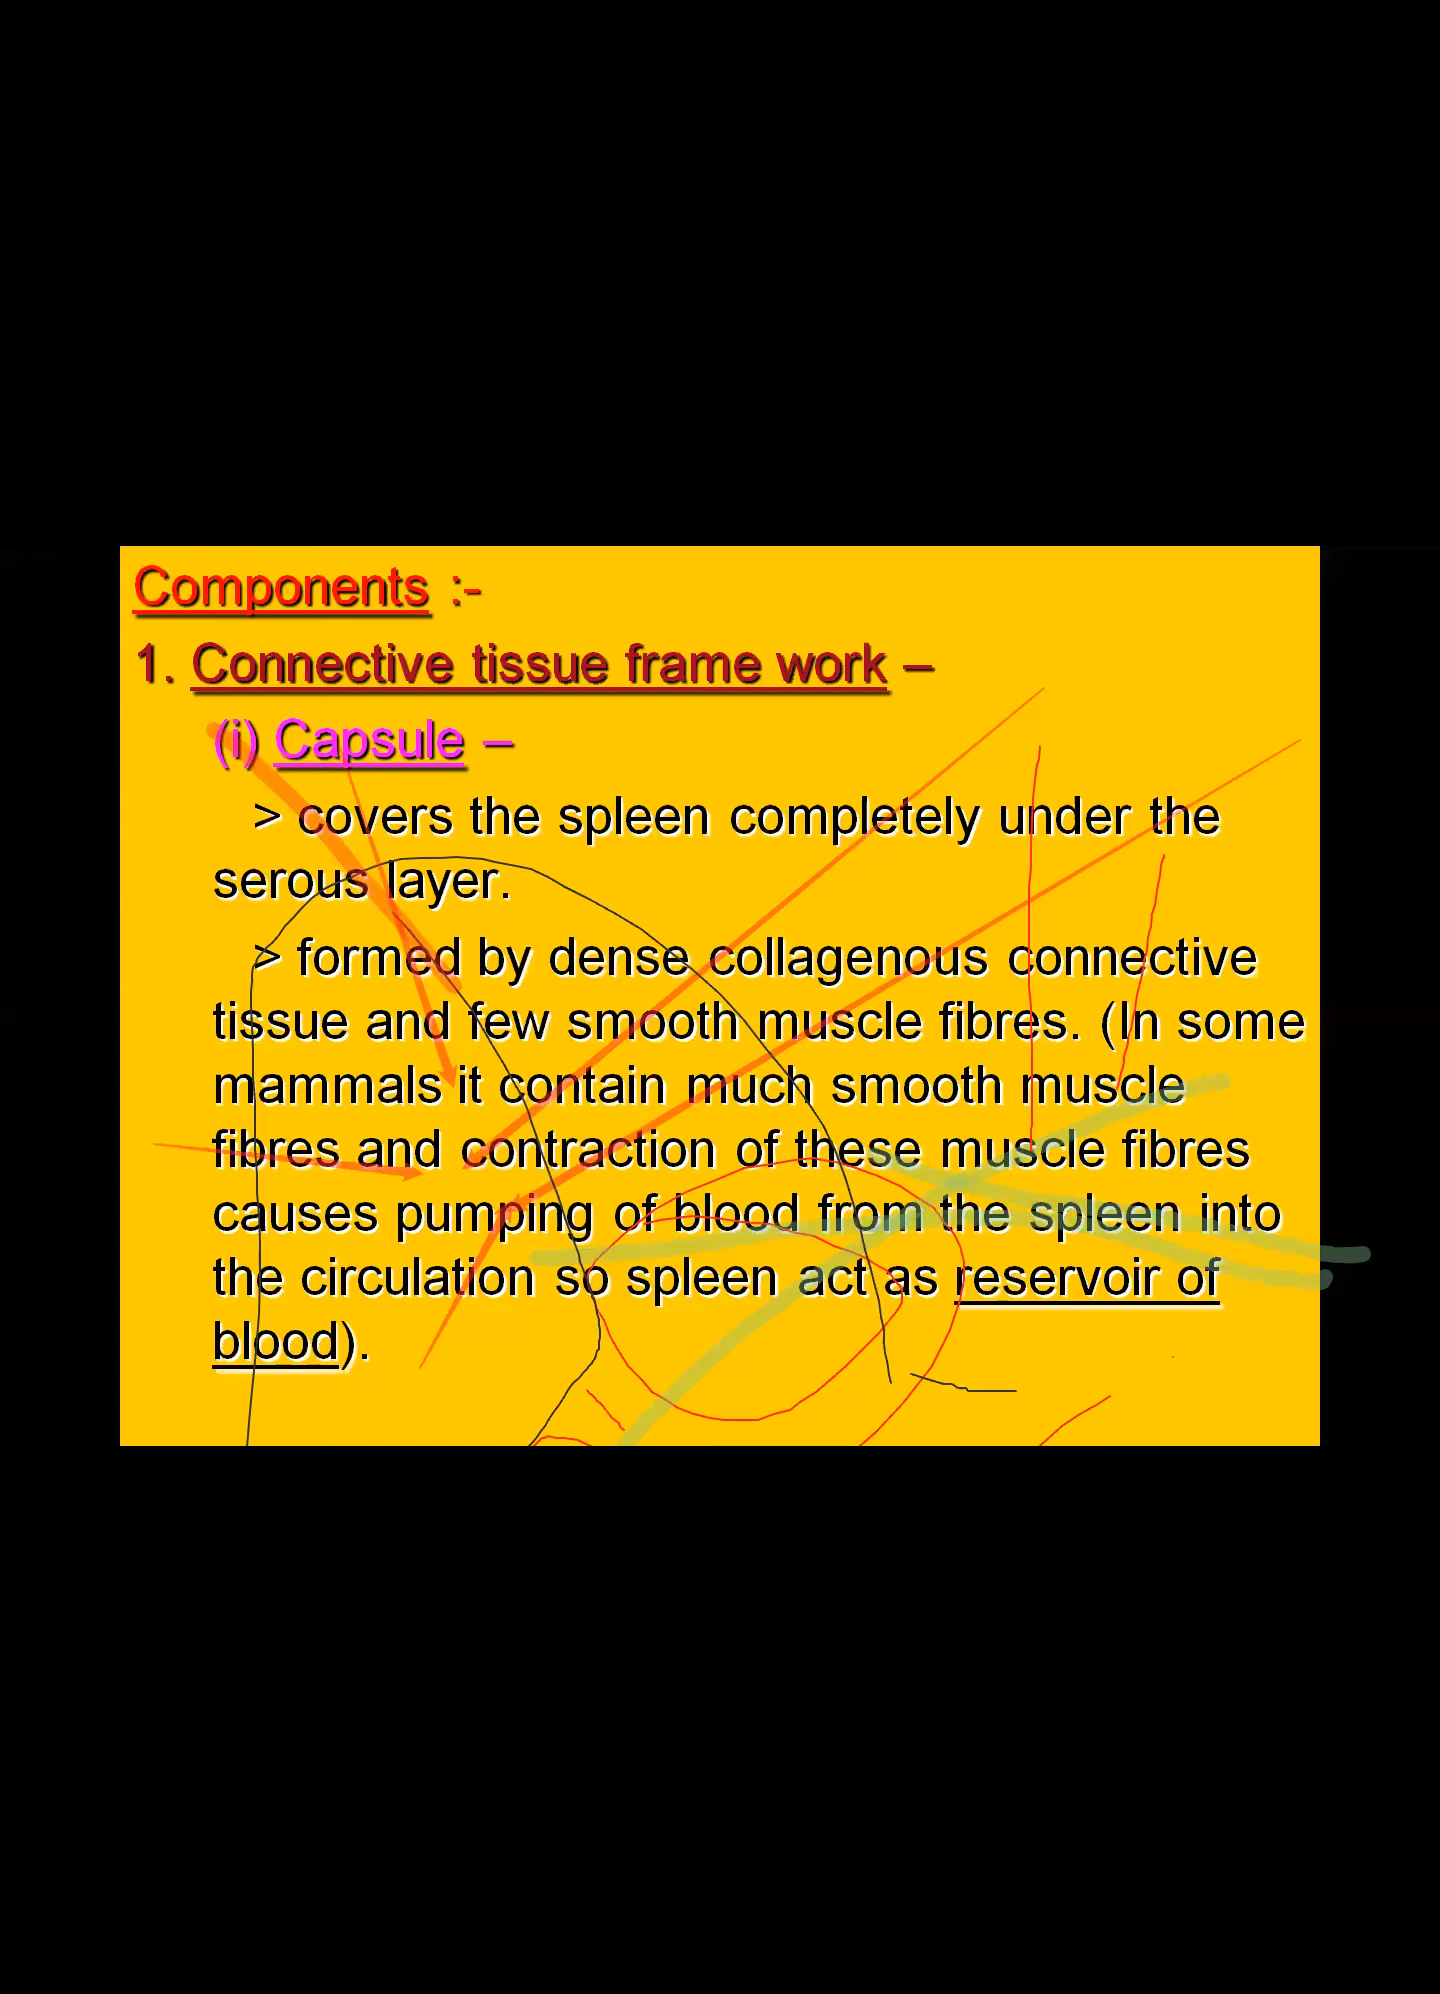 Components :-
1. Connective tissue frame work –
(i) Capsule –
> covers the spleen completely under the
serous layer.
> formed by dense collagenous connective
tissue and few smooth muscle fibres. (In some
mammals it contain much smooth muscle
fibres and contraction of these muscle fibres
causes pumping of blood from the spleen into
the circulation so spleen act as reservoir of
blood).